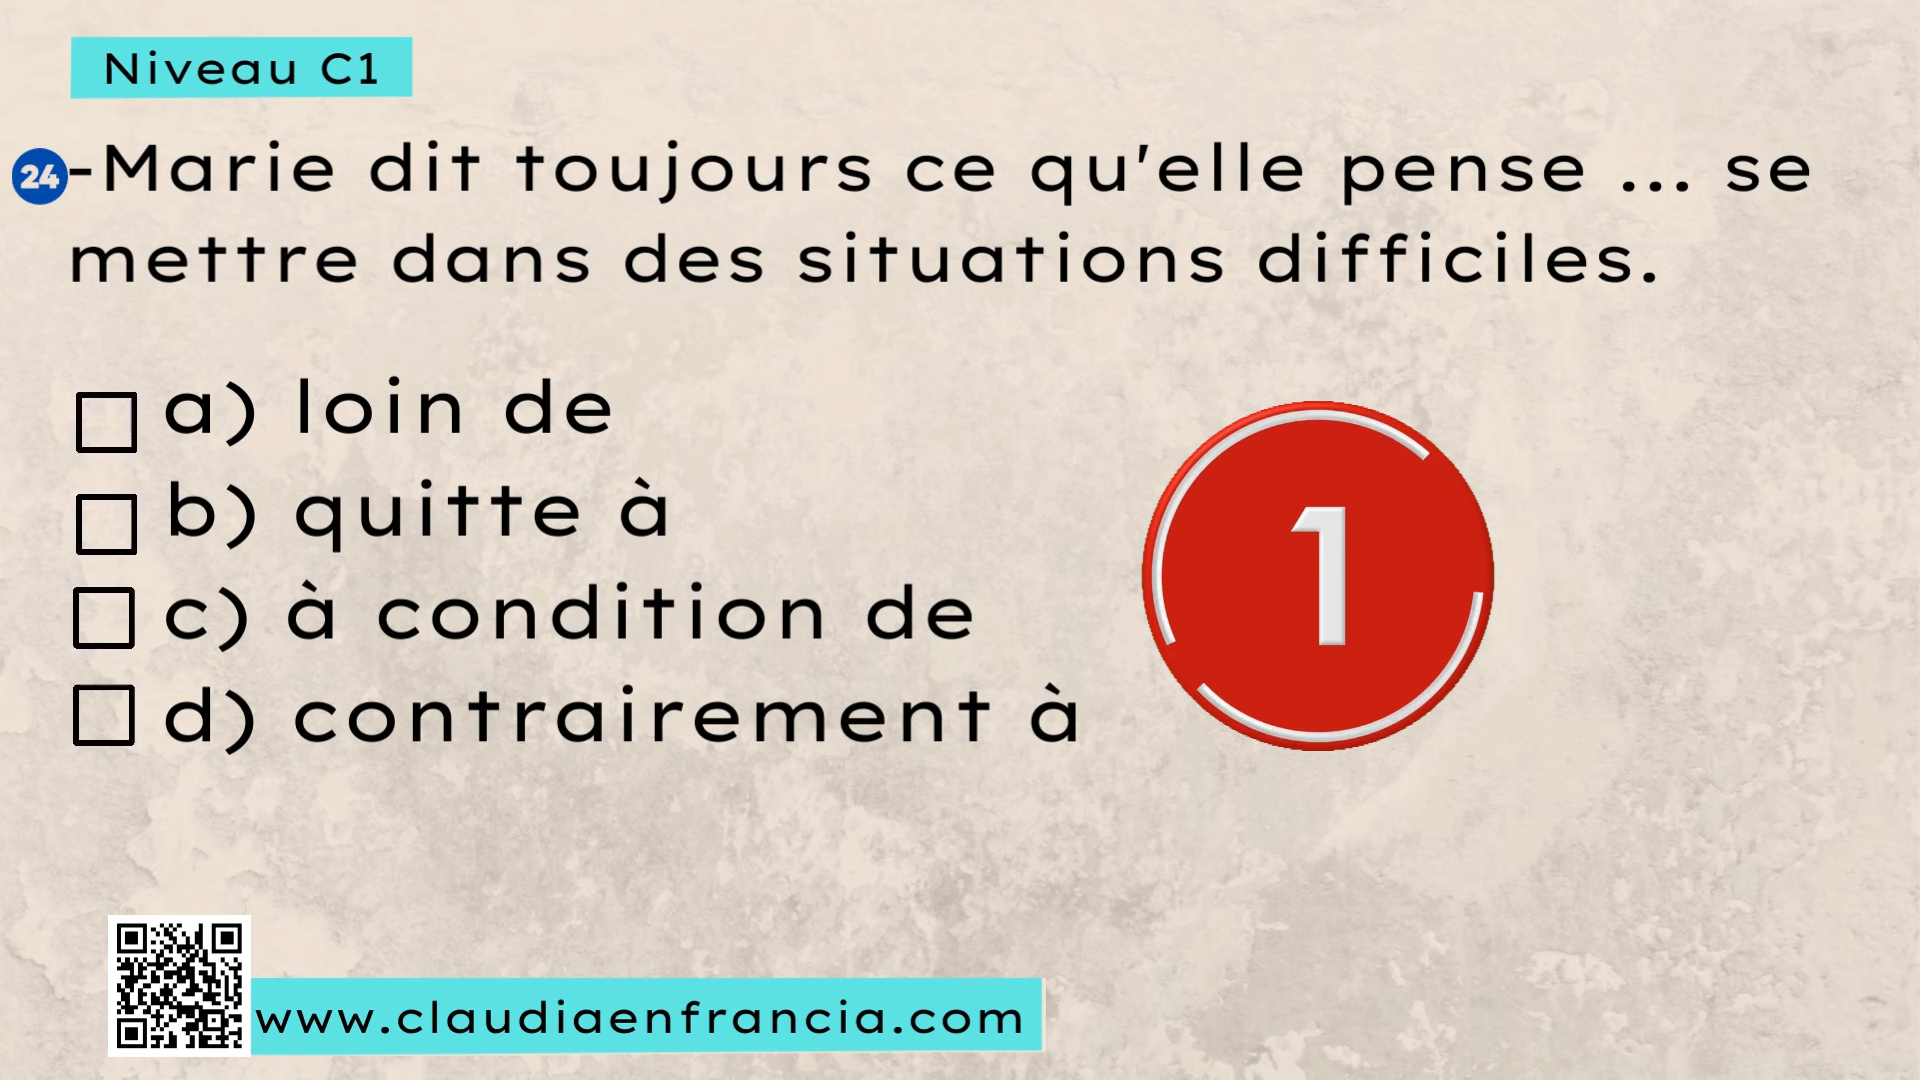 Niveau C1
24-Marie dit toujours ce qu'elle pense ... se
mettre dans des situations difficiles.
a) loin de
b) quitte à
c) à condition de
d) contrairement à
1
www.claudiaenfrancia.com